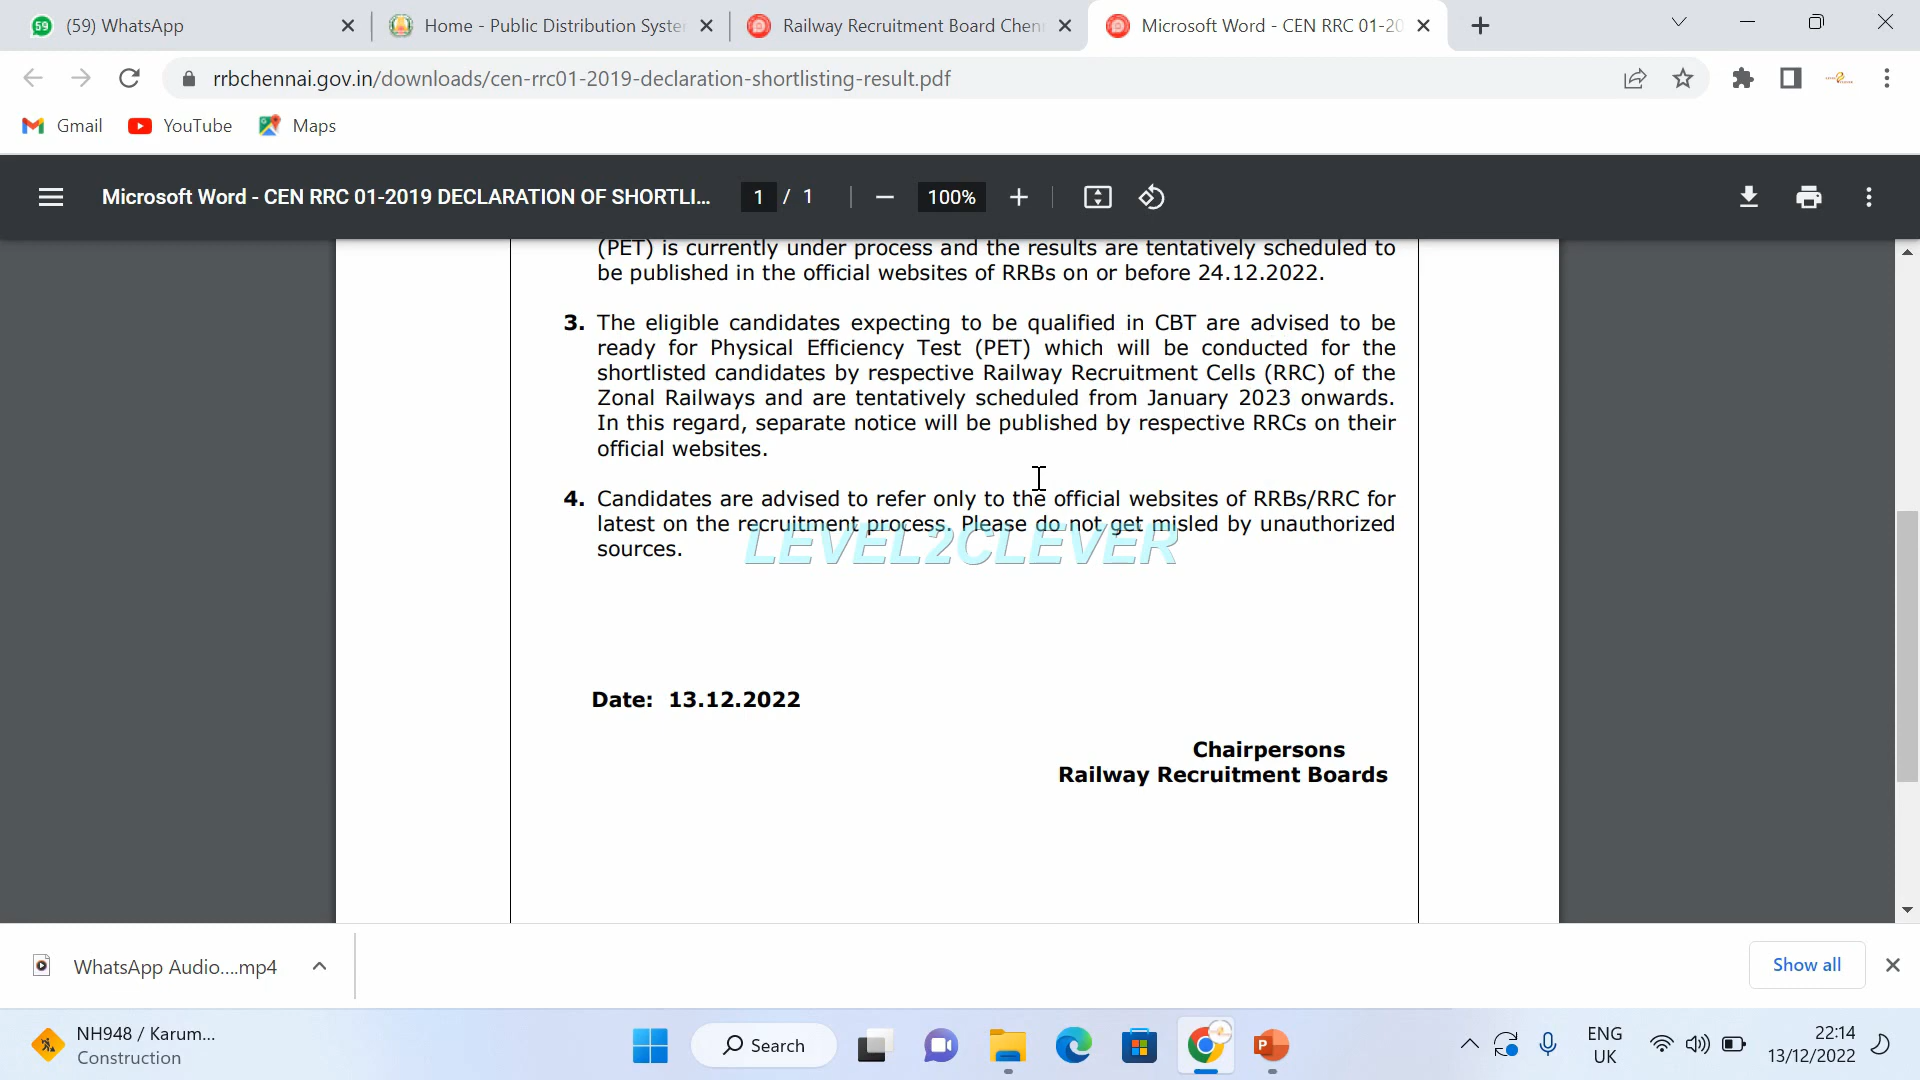 59 (59) WhatsApp
Home - Public Distribution Syste
Railway Recruitment Board Chen
Microsoft Word - CEN RRC 01-20
rrbchennai.gov.in/downloads/cen-rrc01-2019-declaration-shortlisting-result.pdf
Gmail YouTube Maps
Microsoft Word - CEN RRC 01-2019 DECLARATION OF SHORTLI... 1 / 1 100%
(PET) is currently under process and the results are tentatively scheduled to
be published in the official websites of RRBs on or before 24.12.2022.
3. The eligible candidates expecting to be qualified in CBT are advised to be
ready for Physical Efficiency Test (PET) which will be conducted for the
shortlisted candidates by respective Railway Recruitment Cells (RRC) of the
Zonal Railways and are tentatively scheduled from January 2023 onwards.
In this regard, separate notice will be published by respective RRCs on their
official websites.
4. Candidates are advised to refer only to the official websites of RRBs/RRC for
latest on the recruitment process. Please do not get misled by unauthorized
sources.
LEVEL2CLEVER
Date: 13.12.2022
Chairpersons
Railway Recruitment Boards
WhatsApp Audio....mp4
Show all
NH948 / Karum...
Construction
Search
ENG
UK
22:14
13/12/2022